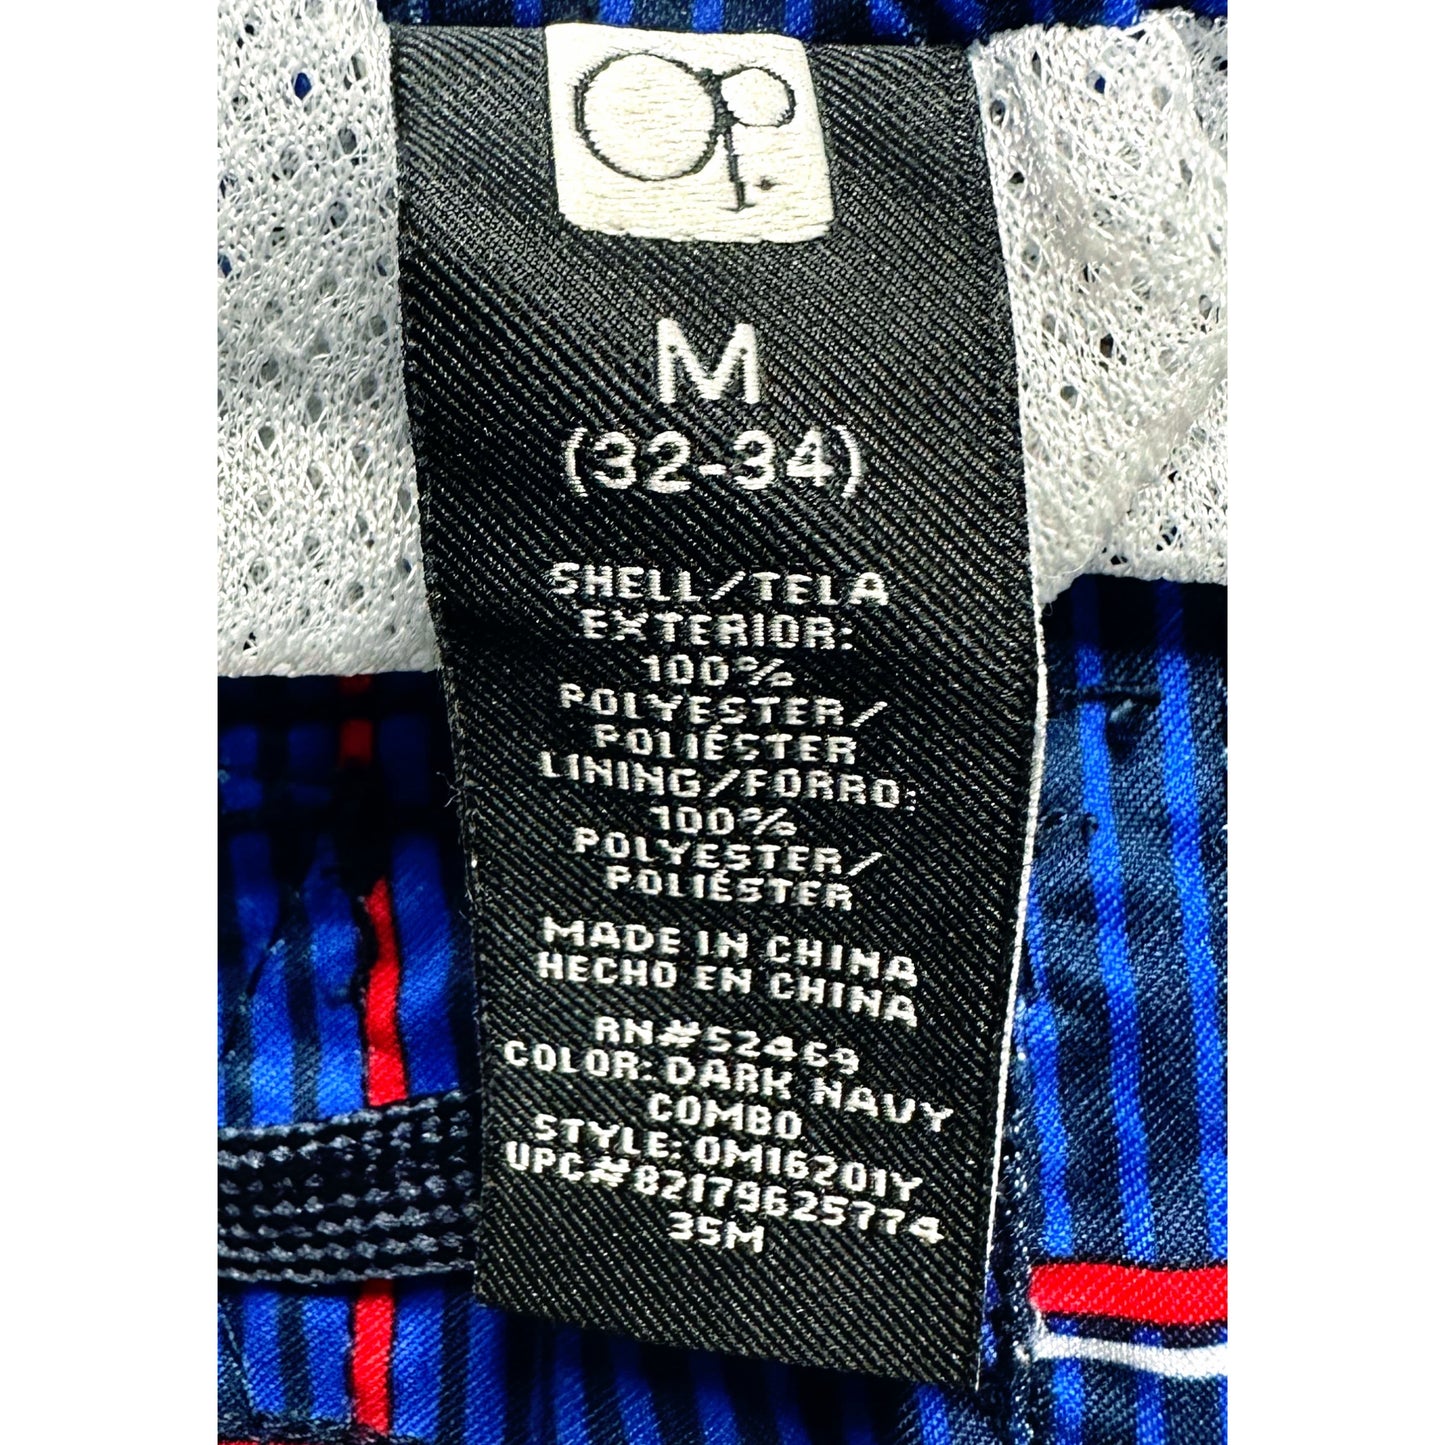 Op.
M
(32-34)
SHELL/TELA
EXTERIOR:
100%
POLYESTER/
POLIÉSTER
LINING/FORRO:
100%
POLYESTER/
POLIÉSTER
MADE IN CHINA
HECHO EN CHINA
RN#52469
COLOR: DARK NAVY
COMBO
STYLE: OM16201Y
UPC#82179625774
35M